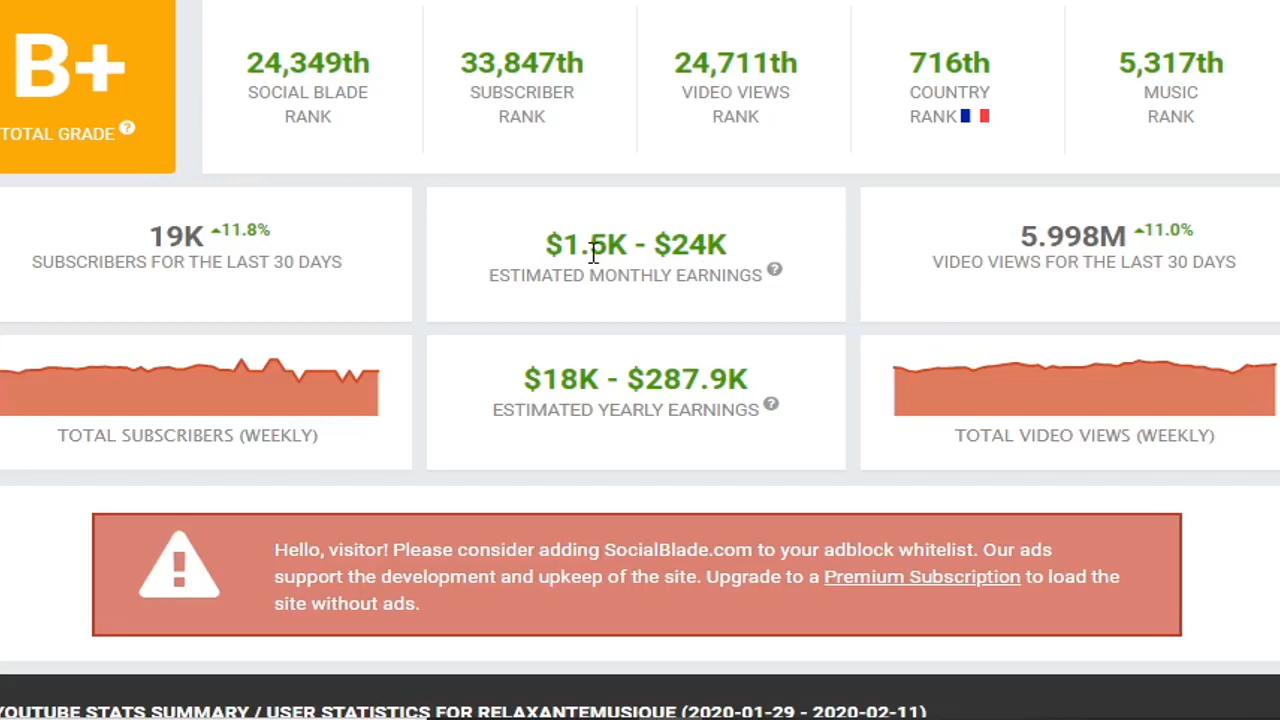 B+
TOTAL GRADE ?
24,349th
SOCIAL BLADE
RANK
33,847th
SUBSCRIBER
RANK
24,711th
VIDEO VIEWS
RANK
716th
COUNTRY
RANK
5,317th
MUSIC
RANK
19K 11.8%
SUBSCRIBERS FOR THE LAST 30 DAYS
$1.5K - $24K
ESTIMATED MONTHLY EARNINGS ?
5.998M 11.0%
VIDEO VIEWS FOR THE LAST 30 DAYS
TOTAL SUBSCRIBERS (WEEKLY)
$18K - $287.9K
ESTIMATED YEARLY EARNINGS ?
TOTAL VIDEO VIEWS (WEEKLY)
Hello, visitor! Please consider adding SocialBlade.com to your adblock whitelist. Our ads
support the development and upkeep of the site. Upgrade to a Premium Subscription to load the
site without ads.
YOUTUBE STATS SUMMARY / USER STATISTICS FOR RELAXANTEMUSIQUE (2020-01-29 - 2020-02-11)